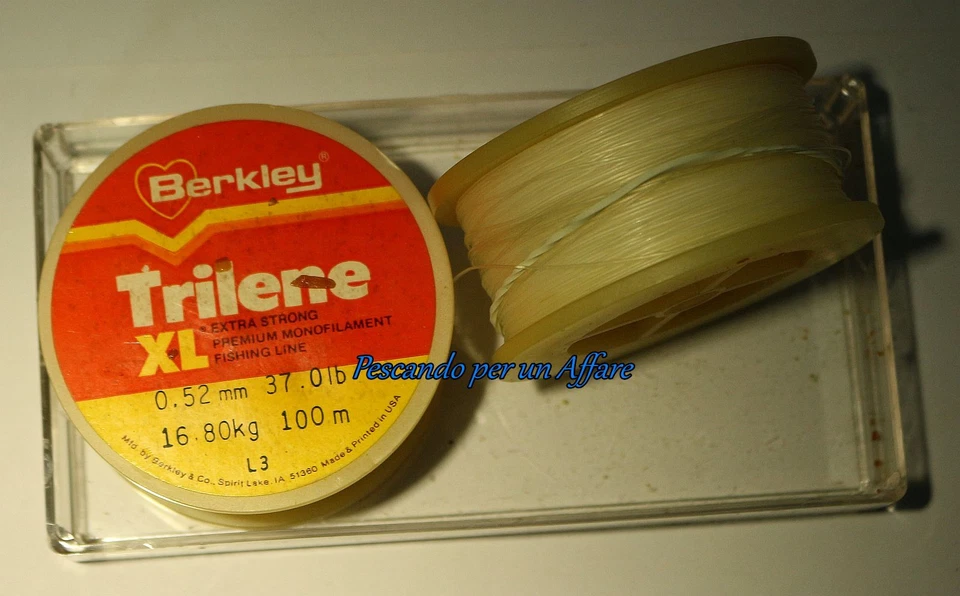 Berkley®
Trilene
XL
EXTRA STRONG
PREMIUM MONOFILAMENT
FISHING LINE
0.52 mm 37.0lb
16.80kg 100 m
L3
Mfd. by Berkley & Co., Spirit Lake, IA. 51360 Made & Printed in USA
Pescando per un Affare